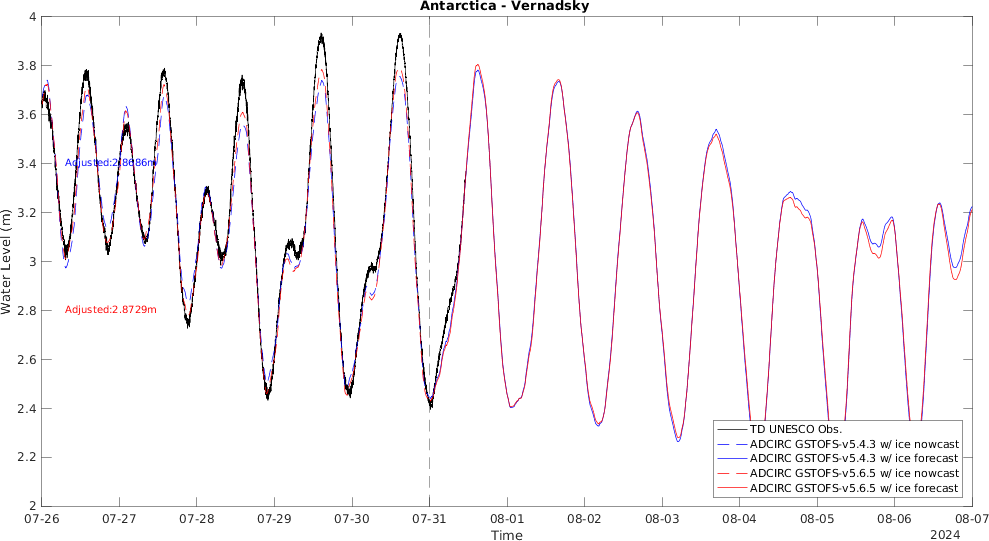 Antarctica - Vernadsky
4
3.8
3.6
3.4
3.2
3
2.8
2.6
2.4
2.2
2
Water Level (m)
Adjusted:2.8686m
Adjusted:2.8729m
TD UNESCO Obs.
ADCIRC GSTOFS-v5.4.3 w/ ice nowcast
ADCIRC GSTOFS-v5.4.3 w/ ice forecast
ADCIRC GSTOFS-v5.6.5 w/ ice nowcast
ADCIRC GSTOFS-v5.6.5 w/ ice forecast
07-26 07-27 07-28 07-29 07-30 07-31 08-01 08-02 08-03 08-04 08-05 08-06 08-07
Time
2024